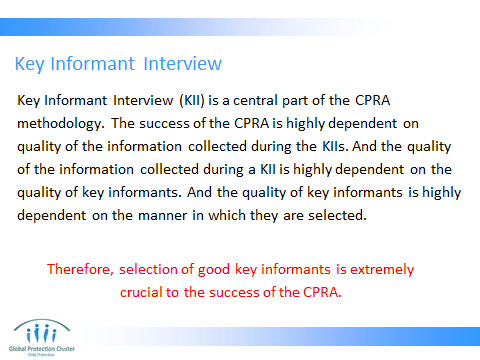 Key Informant Interview
Key Informant Interview (KII) is a central part of the CPRA
methodology. The success of the CPRA is highly dependent on
quality of the information collected during the KIIs. And the quality
of the information collected during a KII is highly dependent on the
quality of key informants. And the quality of key informants is highly
dependent on the manner in which they are selected.
Therefore, selection of good key informants is extremely
crucial to the success of the CPRA.
Global Protection Cluster
Child Protection